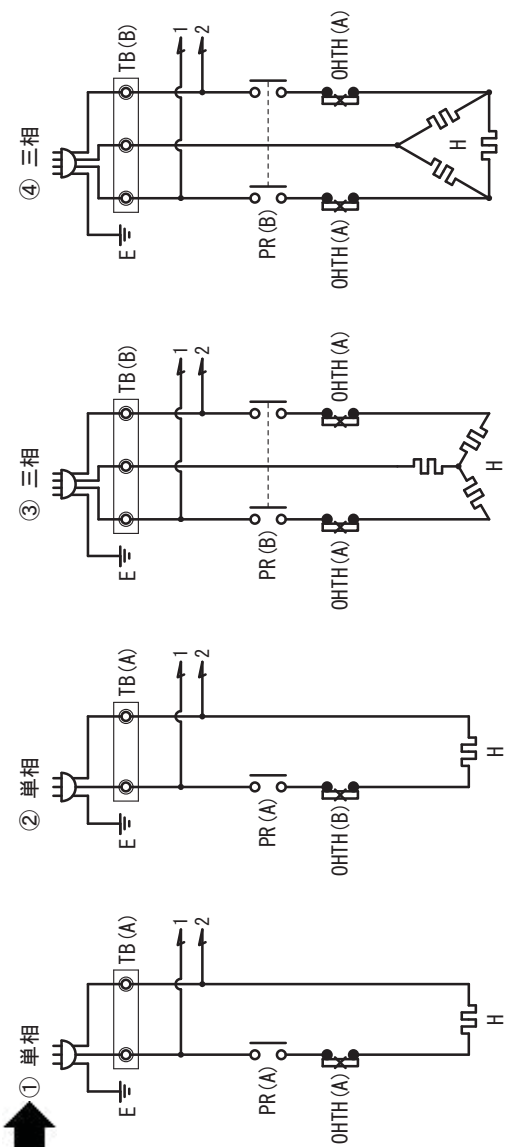 ① 単相
TB(A)
E
1
2
PR(A)
OHTH(A)
H
② 単相
TB(A)
E
1
2
PR(A)
OHTH(B)
H
③ 三相
TB(B)
E
1
2
PR(B)
OHTH(A)
OHTH(A)
H
④ 三相
TB(B)
E
1
2
PR(B)
OHTH(A)
OHTH(A)
H